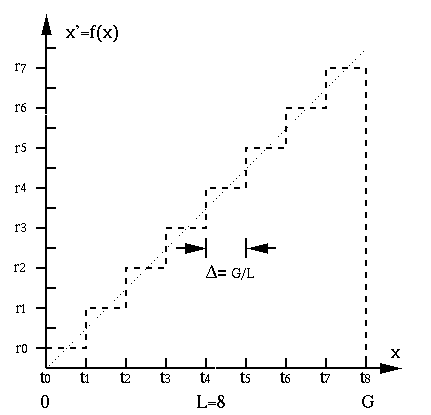 x'=f(x)
r7
r6
r5
r4
r3
r2
r1
r0
Δ= G/L
x
t0 t1 t2 t3 t4 t5 t6 t7 t8
0 L=8 G